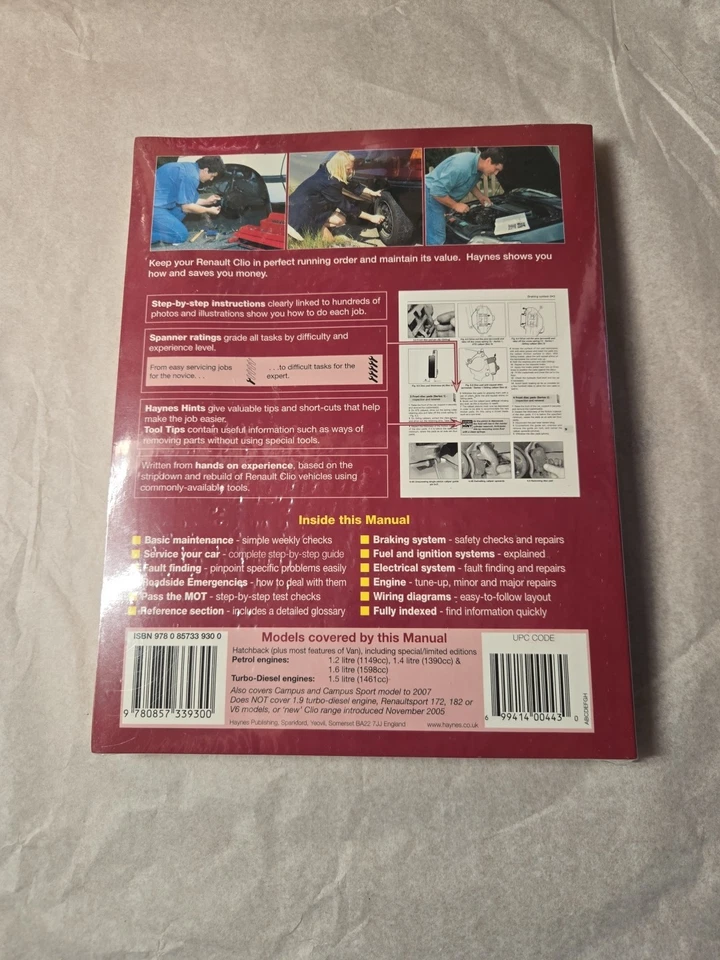 Keep your Renault Clio in perfect running order and maintain its value. Haynes shows you
how and saves you money.
Step-by-step instructions clearly linked to hundreds of
photos and illustrations show you how to do each job.
Spanner ratings grade all tasks by difficulty and
experience level.
From easy servicing jobs
for the novice. . .
. . .to difficult tasks for the
expert.
Haynes Hints give valuable tips and short-cuts that help
make the job easier.
Tool Tips contain useful information such as ways of
removing parts without using special tools.
Written from hands on experience, based on the
stripdown and rebuild of Renault Clio vehicles using
commonly-available tools.
Inside this Manual
Basic maintenance - simple weekly checks
Service your car - complete step-by-step guide
Fault finding - pinpoint specific problems easily
Roadside Emergencies - how to deal with them
Pass the MOT - step-by-step test checks
Reference section - includes a detailed glossary
Braking system - safety checks and repairs
Fuel and ignition systems - explained
Electrical system - fault finding and repairs
Engine - tune-up, minor and major repairs
Wiring diagrams - easy-to-follow layout
Fully indexed - find information quickly
ISBN 978 0 85733 930 0
9 780857 339300
Models covered by this Manual
Hatchback (plus most features of Van), including special/limited editions
Petrol engines: 1.2 litre (1149cc), 1.4 litre (1390cc) &
1.6 litre (1598cc)
Turbo-Diesel engines: 1.5 litre (1461cc)
Also covers Campus and Campus Sport model to 2007
Does NOT cover 1.9 turbo-diesel engine, Renaultsport 172, 182 or
V6 models, or 'new' Clio range introduced November 2005
Haynes Publishing, Sparkford, Yeovil, Somerset BA22 7JJ England
www.haynes.co.uk
UPC CODE
6 99414 00443 0
ABCDEFGH